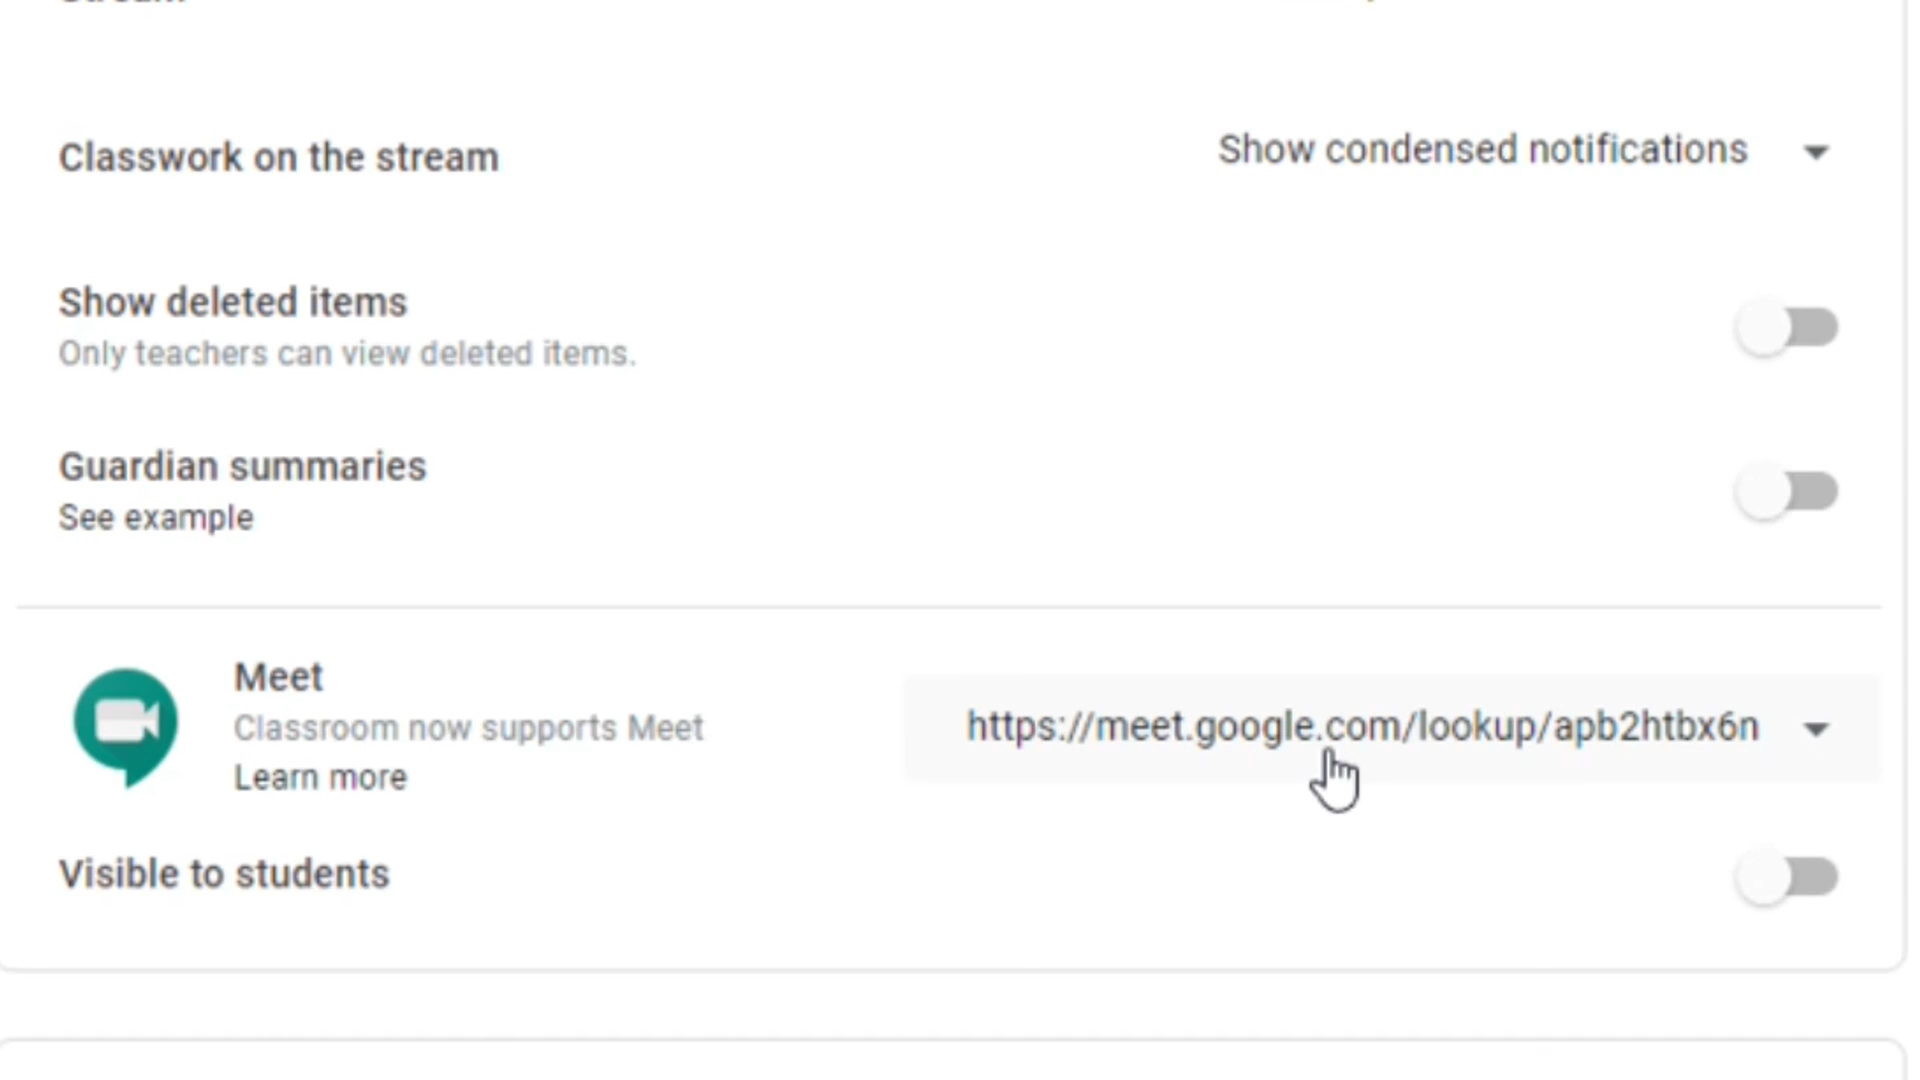 Classwork on the stream
Show condensed notifications
Show deleted items
Only teachers can view deleted items.
Guardian summaries
See example
Meet
Classroom now supports Meet
Learn more
https://meet.google.com/lookup/apb2htbx6n
Visible to students